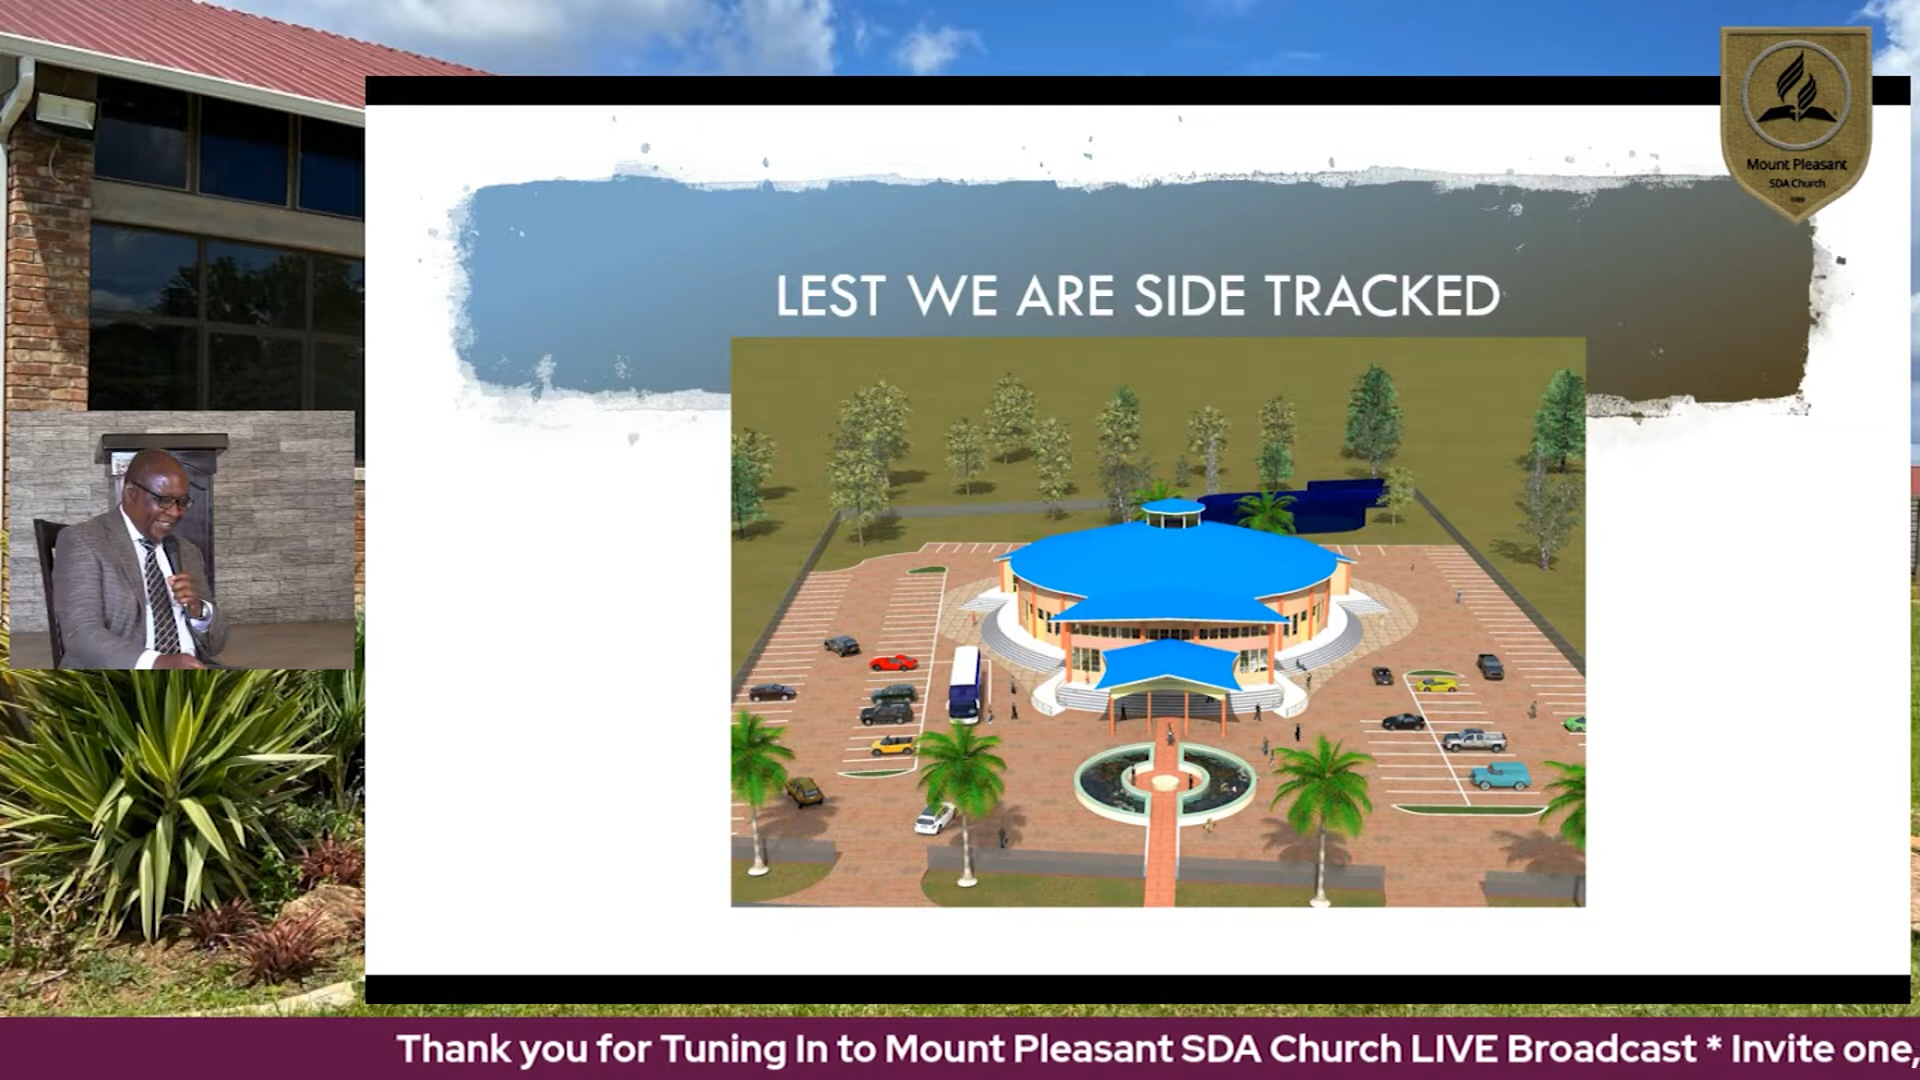 Mount Pleasant
SDA Church
LEST WE ARE SIDE TRACKED
Thank you for Tuning In to Mount Pleasant SDA Church LIVE Broadcast * Invite one,